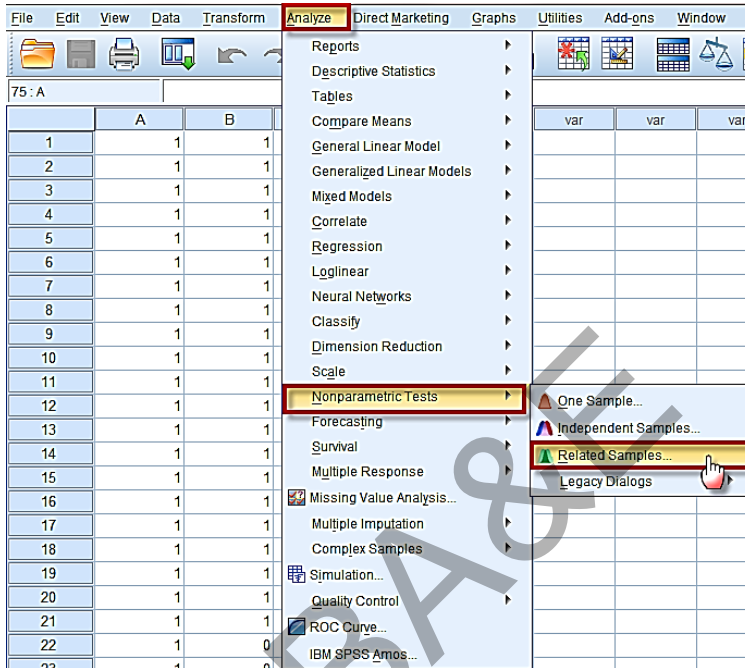 File Edit View Data Transform Analyze Direct Marketing Graphs Utilities Add-ons Window
75 : A
A B var var var
Reports
Descriptive Statistics
Tables
Compare Means
General Linear Model
Generalized Linear Models
Mixed Models
Correlate
Regression
Loglinear
Neural Networks
Classify
Dimension Reduction
Scale
Nonparametric Tests
Forecasting
Survival
Multiple Response
Missing Value Analysis...
Multiple Imputation
Complex Samples
Simulation...
Quality Control
ROC Curve...
IBM SPSS Amos...
One Sample...
Independent Samples...
Related Samples...
Legacy Dialogs
1 1 1
2 1 1
3 1 1
4 1 1
5 1 1
6 1 1
7 1 1
8 1 1
9 1 1
10 1 1
11 1 1
12 1 1
13 1 1
14 1 1
15 1 1
16 1 1
17 1 1
18 1 1
19 1 1
20 1 1
21 1 1
22 1 0
23 1 0
BA&E